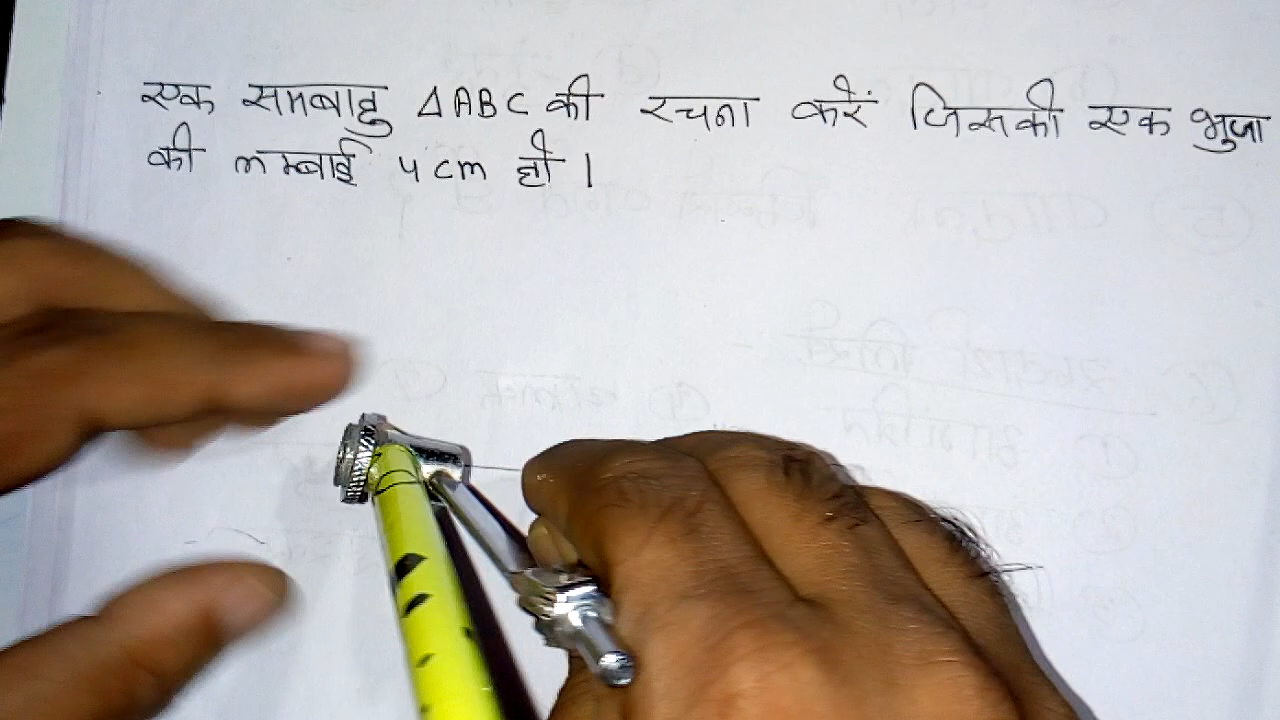 एक समबाहु ΔABC की रचना करें जिसकी एक भुजा
की लम्बाई 4 cm हो।